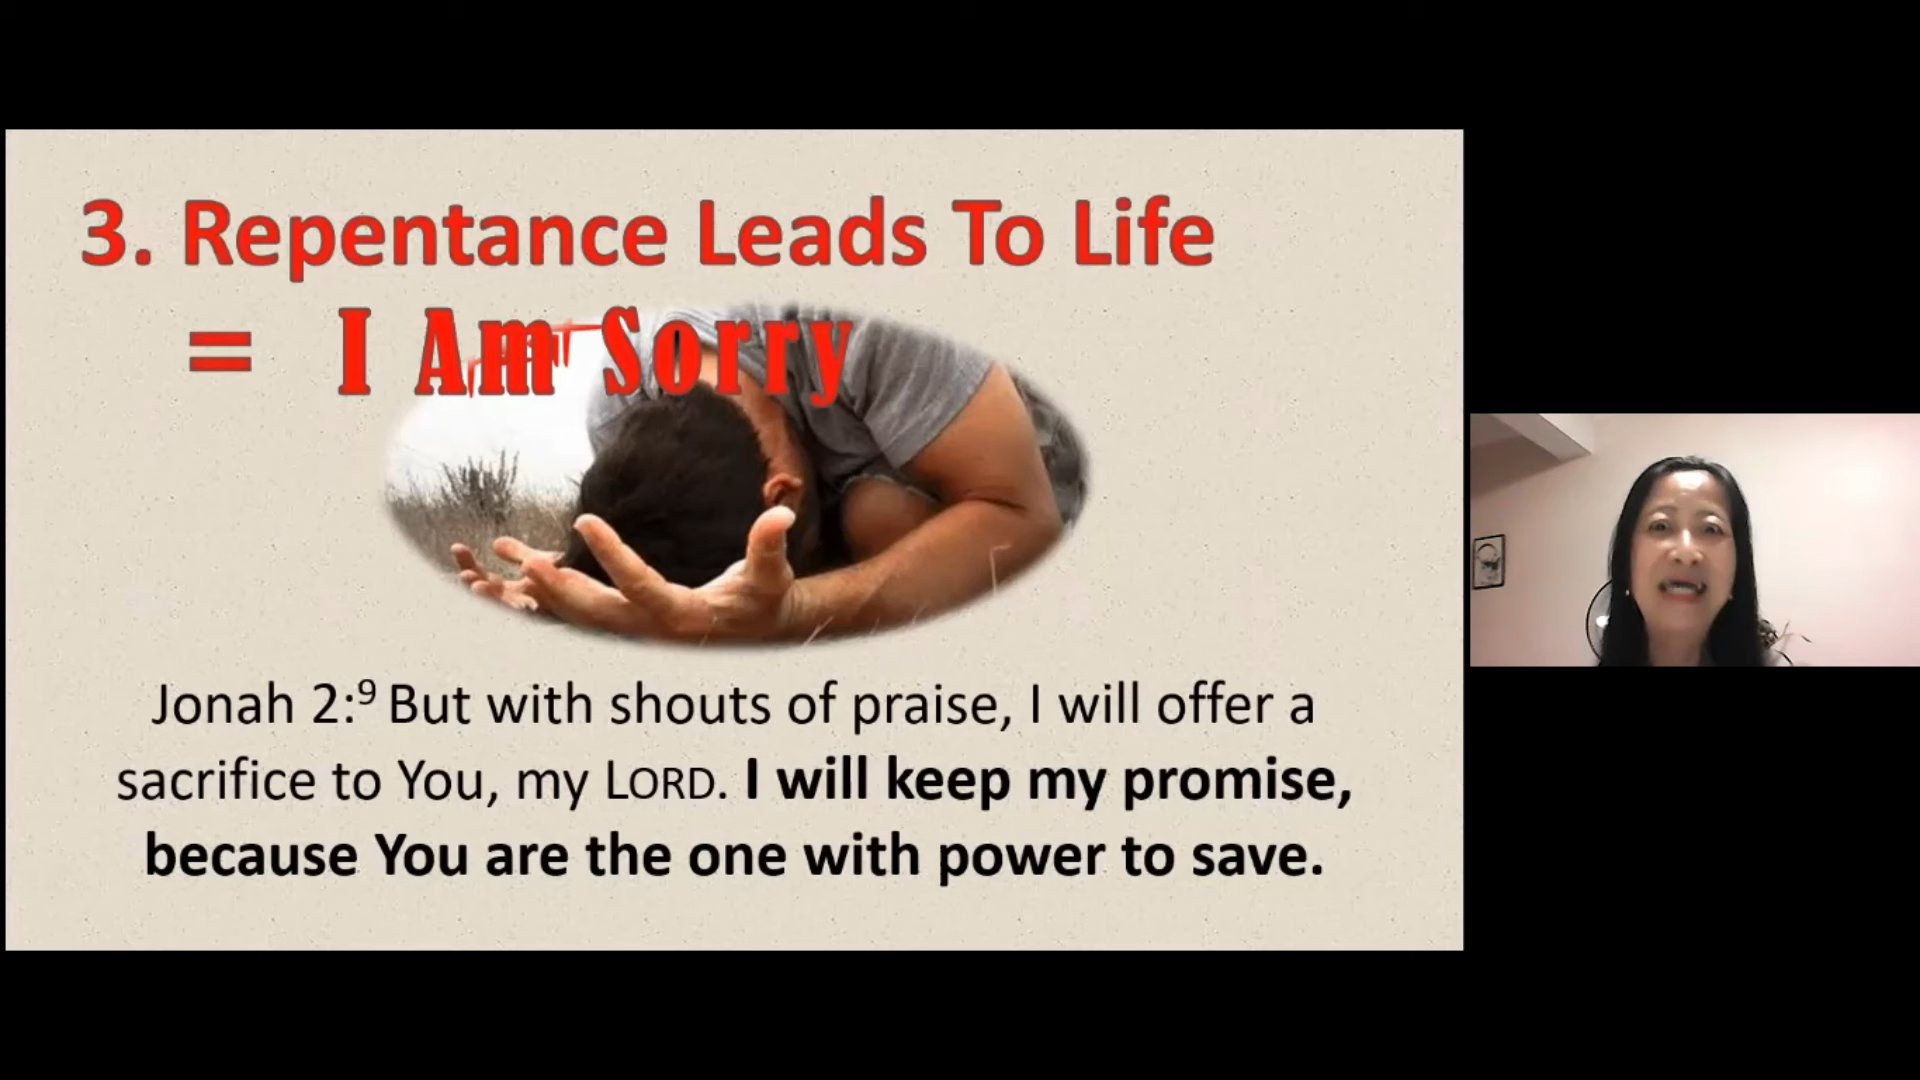 3. Repentance Leads To Life
= I Am Sorry
Jonah 2:⁹ But with shouts of praise, I will offer a
sacrifice to You, my LORD. I will keep my promise,
because You are the one with power to save.